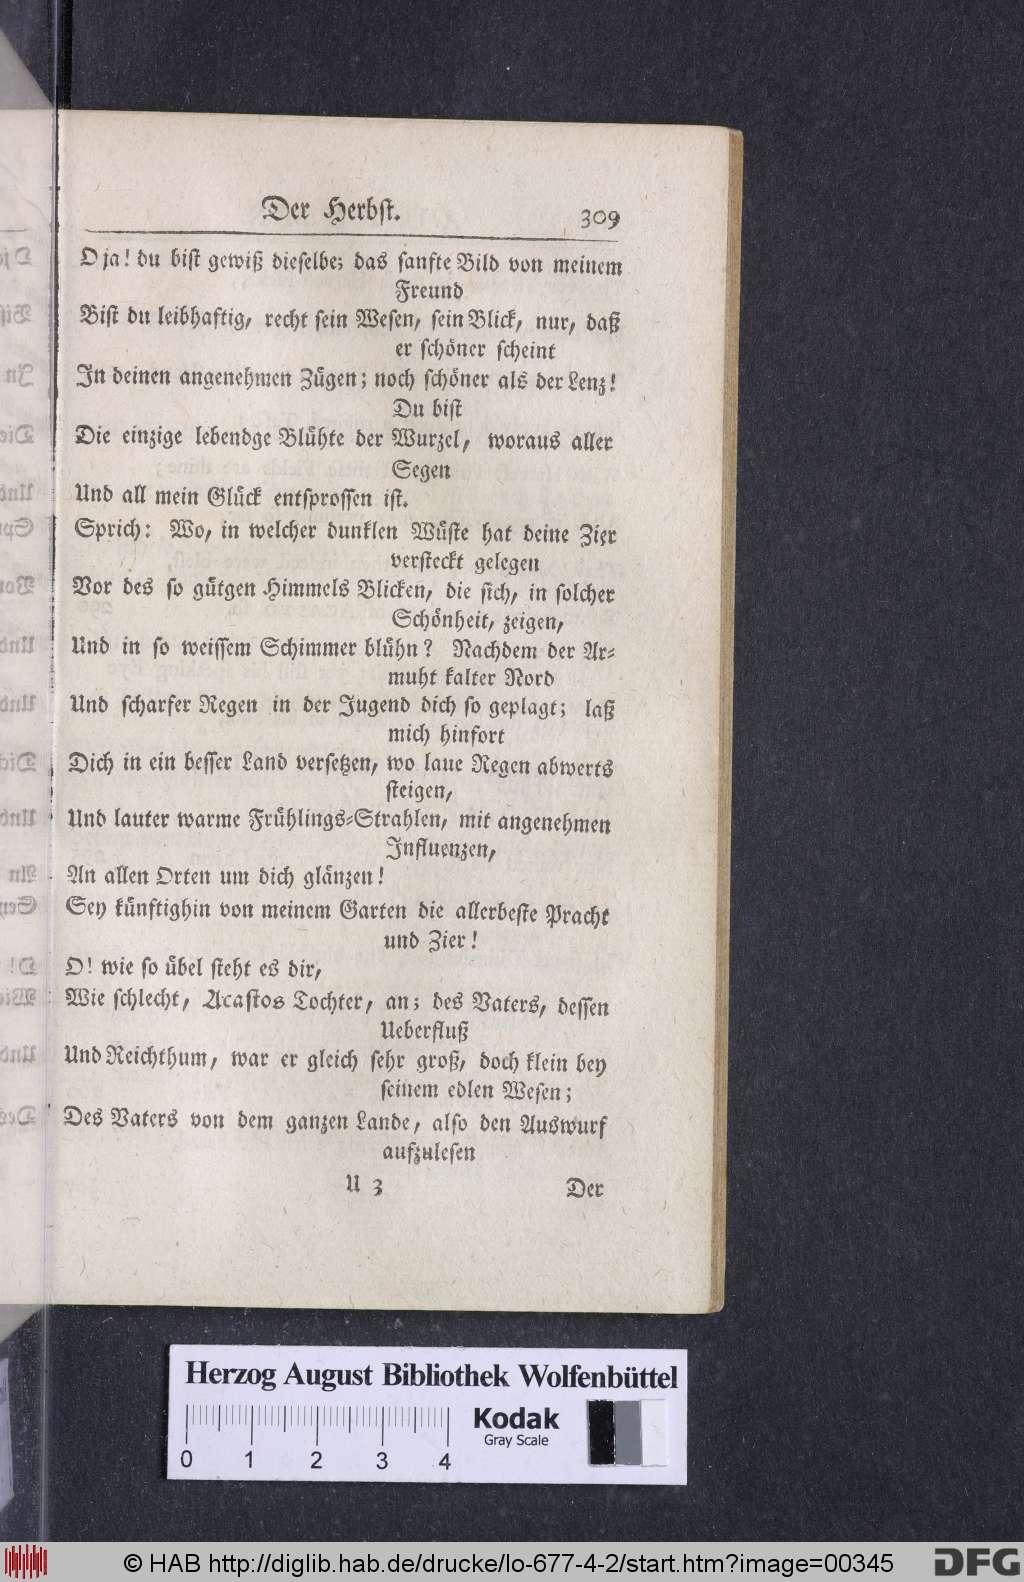 Der Herbst. 309
O ja! du bist gewiß dieselbe; das sanfte Bild von meinem
Freund
Bist du leibhaftig, recht sein Wesen, sein Blick, nur, daß
er schöner scheint
In deinen angenehmen Zügen; noch schöner als der Lenz!
Du bist
Die einzige lebendge Blühte der Wurzel, woraus aller
Segen
Und all mein Glück entsprossen ist.
Sprich: Wo, in welcher dunklen Wüste hat deine Zier
versteckt gelegen
Vor des so gütgen Himmels Blicken, die sich, in solcher
Schönheit, zeigen,
Und in so weissem Schimmer blühn? Nachdem der Ar-
muht kalter Nord
Und scharfer Regen in der Jugend dich so geplagt; laß
mich hinfort
Dich in ein besser Land versetzen, wo laue Regen abwerts
steigen,
Und lauter warme Frühlings-Strahlen, mit angenehmen
Influenzen,
An allen Orten um dich glänzen!
Sey künftighin von meinem Garten die allerbeste Pracht
und Zier!
O! wie so übel steht es dir,
Wie schlecht, Acastos Tochter, an; des Vaters, dessen
Ueberfluß
Und Reichthum, war er gleich sehr groß, doch klein bey
seinem edlen Wesen;
Des Vaters von dem ganzen Lande, also den Auswurf
aufzulesen
U 3 Der
Herzog August Bibliothek Wolfenbüttel
Kodak
Gray Scale
0 1 2 3 4
© HAB http://diglib.hab.de/drucke/lo-677-4-2/start.htm?image=00345
DFG